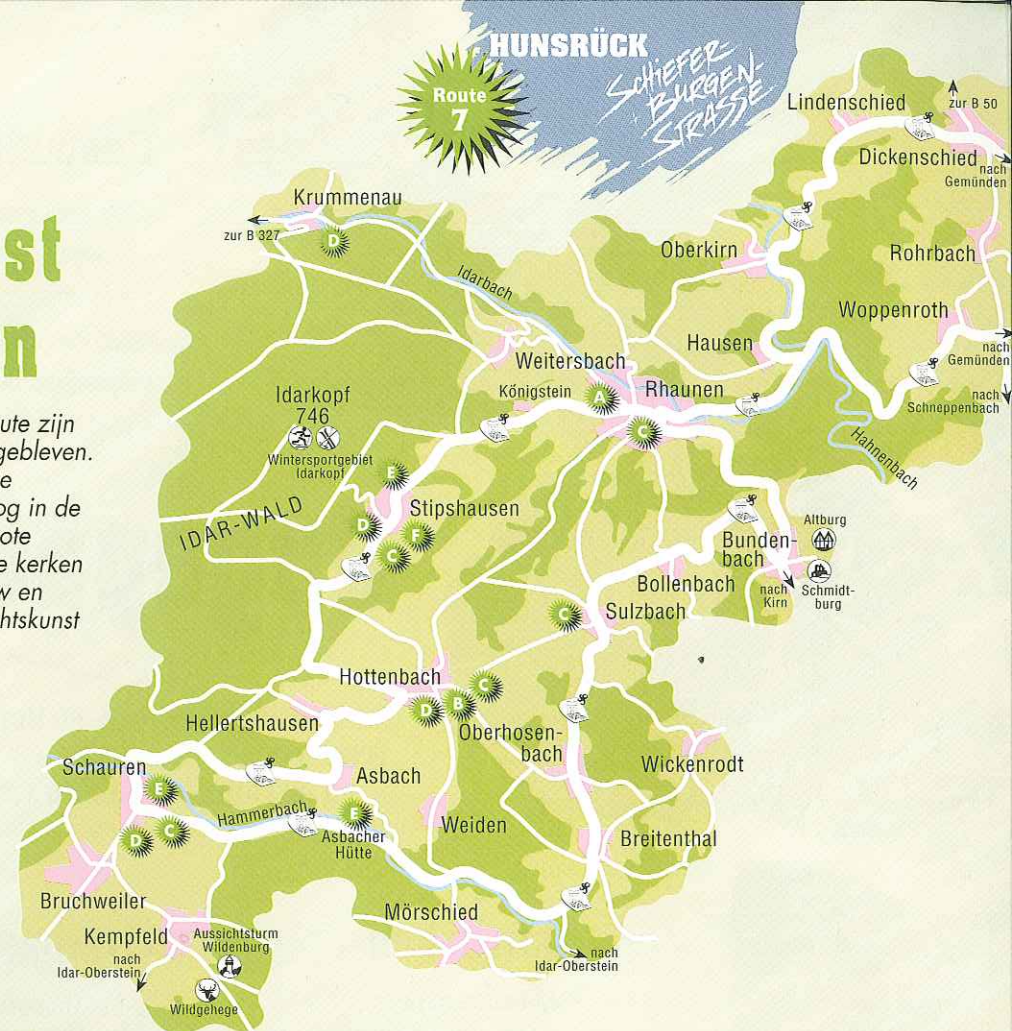 HUNSRÜCK
SCHIEFER-
BURGEN-
STRASSE
Route
7
st
n
ute zijn
gebleven.
e
og in de
ote
e kerken
w en
htskunst
Lindenschied
zur B 50
Dickenschied
nach
Gemünden
Krummenau
zur B 327
D
Idarbach
Oberkirn
Rohrbach
Woppenroth
Hausen
nach
Gemünden
Weitersbach
Königstein
A
Rhaunen
C
nach
Schneppenbach
Hahnenbach
Idarkopf
746
Wintersportgebiet
Idarkopf
E
Stipshausen
IDAR-WALD
D
F
C
Altburg
Bunden-
bach
Bollenbach
nach
Kirn
Schmidt-
burg
C
Sulzbach
Hottenbach
D
B
C
Hellertshausen
Oberhosen-
bach
Wickenrodt
Schauren
E
Asbach
Hammerbach
F
Asbacher
Hütte
Weiden
D
C
Breitenthal
Bruchweiler
Mörschied
Kempfeld
Aussichtsturm
Wildenburg
nach
Idar-Oberstein
nach
Idar-Oberstein
Wildgehege